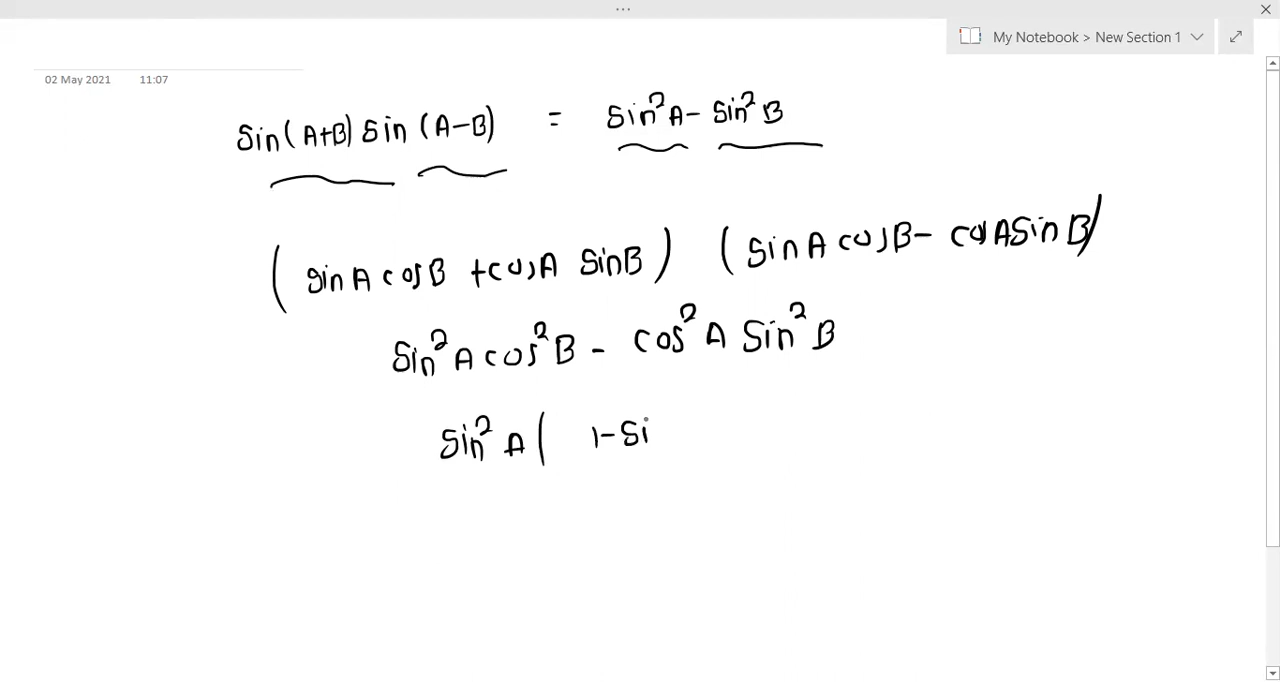 My Notebook > New Section 1
02 May 2021 11:07
Sin(A+B) Sin (A-B) = Sin²A - Sin²B
(SinA cosB + cosA SinB) (SinA cosB - cosA SinB)
Sin²A cos²B - cos²A Sin²B
Sin²A( 1-Si